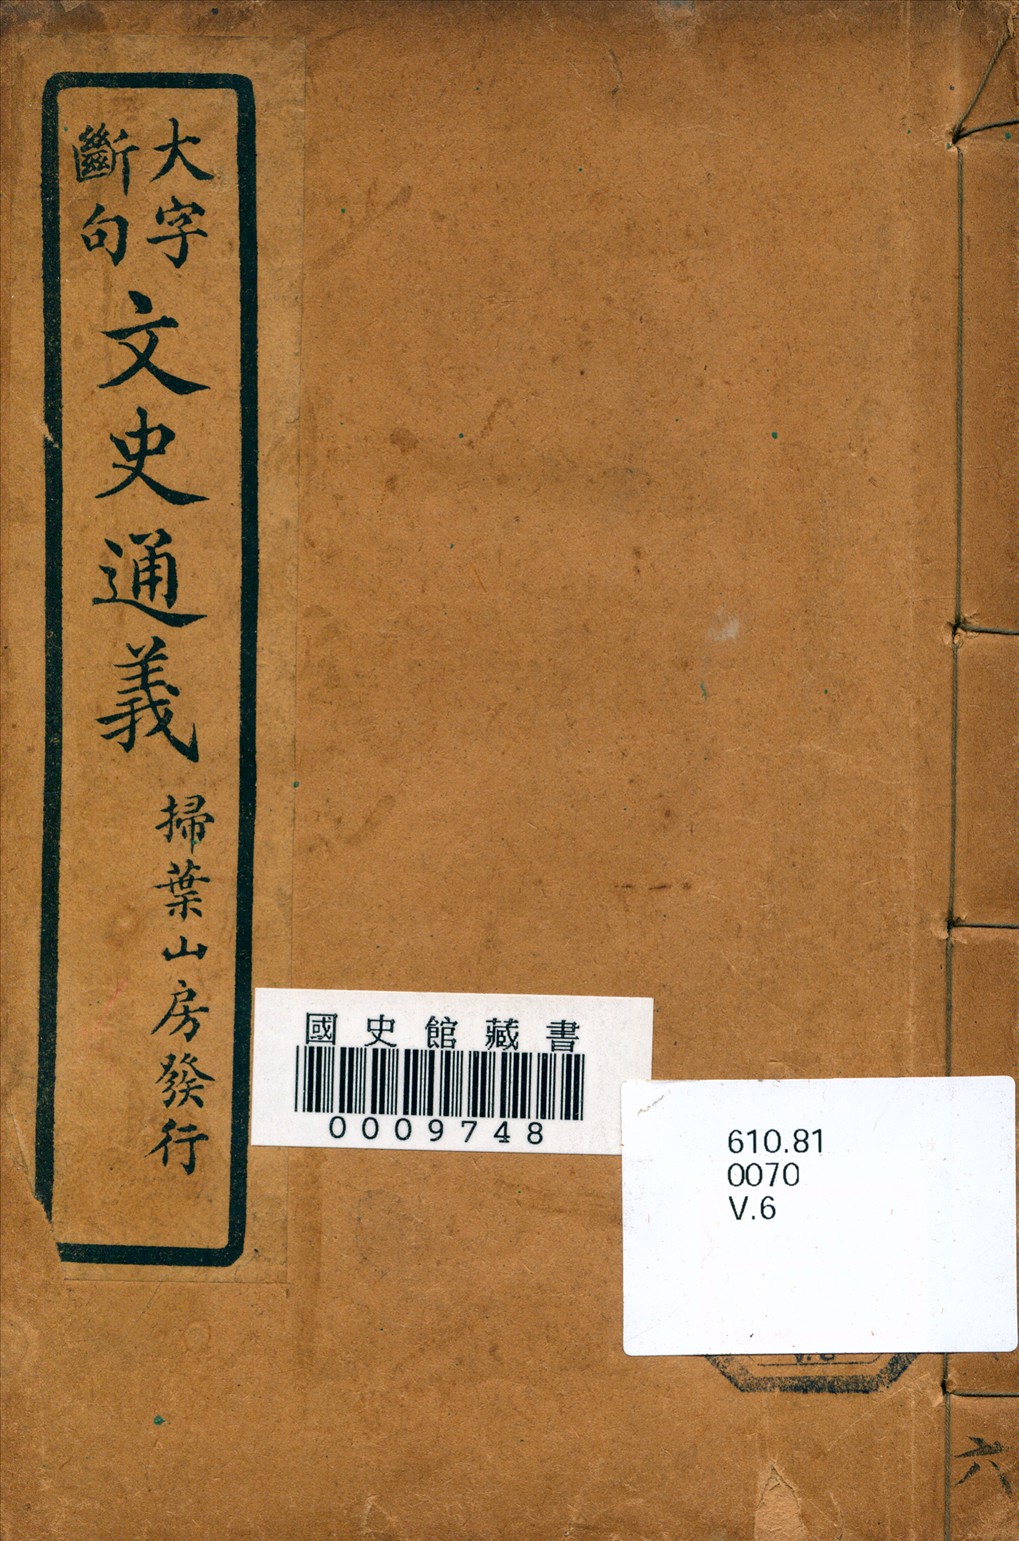 大字
斷句
文史通義
掃葉山房發行
國史館藏書
0009748
610.81
0070
V.6
六